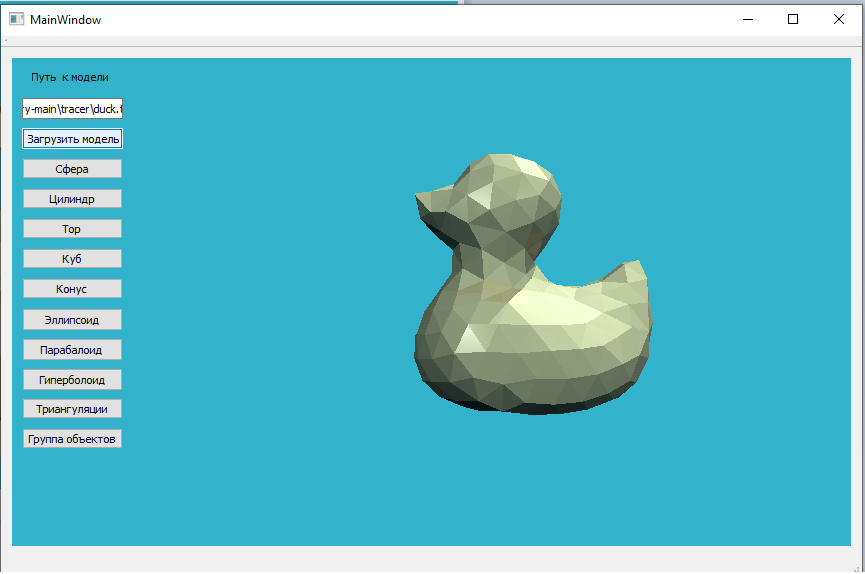 MainWindow
Путь к модели
ry-main\tracer\duck.t
Загрузить модель
Сфера
Цилиндр
Тор
Куб
Конус
Эллипсоид
Парабалоид
Гиперболоид
Триангуляции
Группа объектов